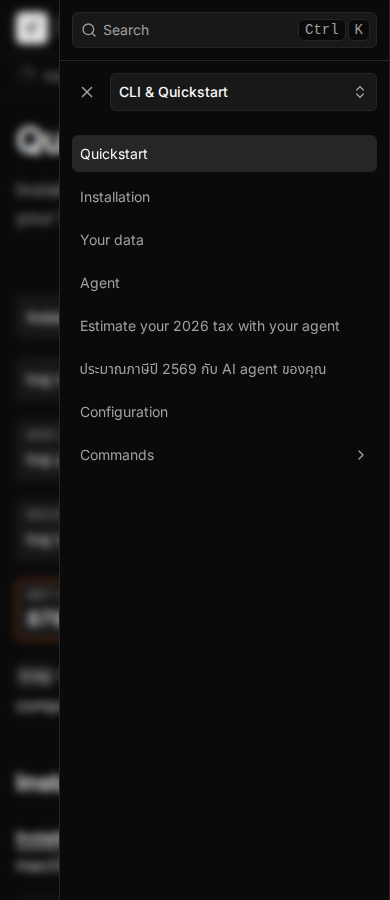 Search
Ctrl K
CLI & Quickstart
Quickstart
Installation
Your data
Agent
Estimate your 2026 tax with your agent
ประมาณภาษีปี 2569 กับ AI agent ของคุณ
Configuration
Commands